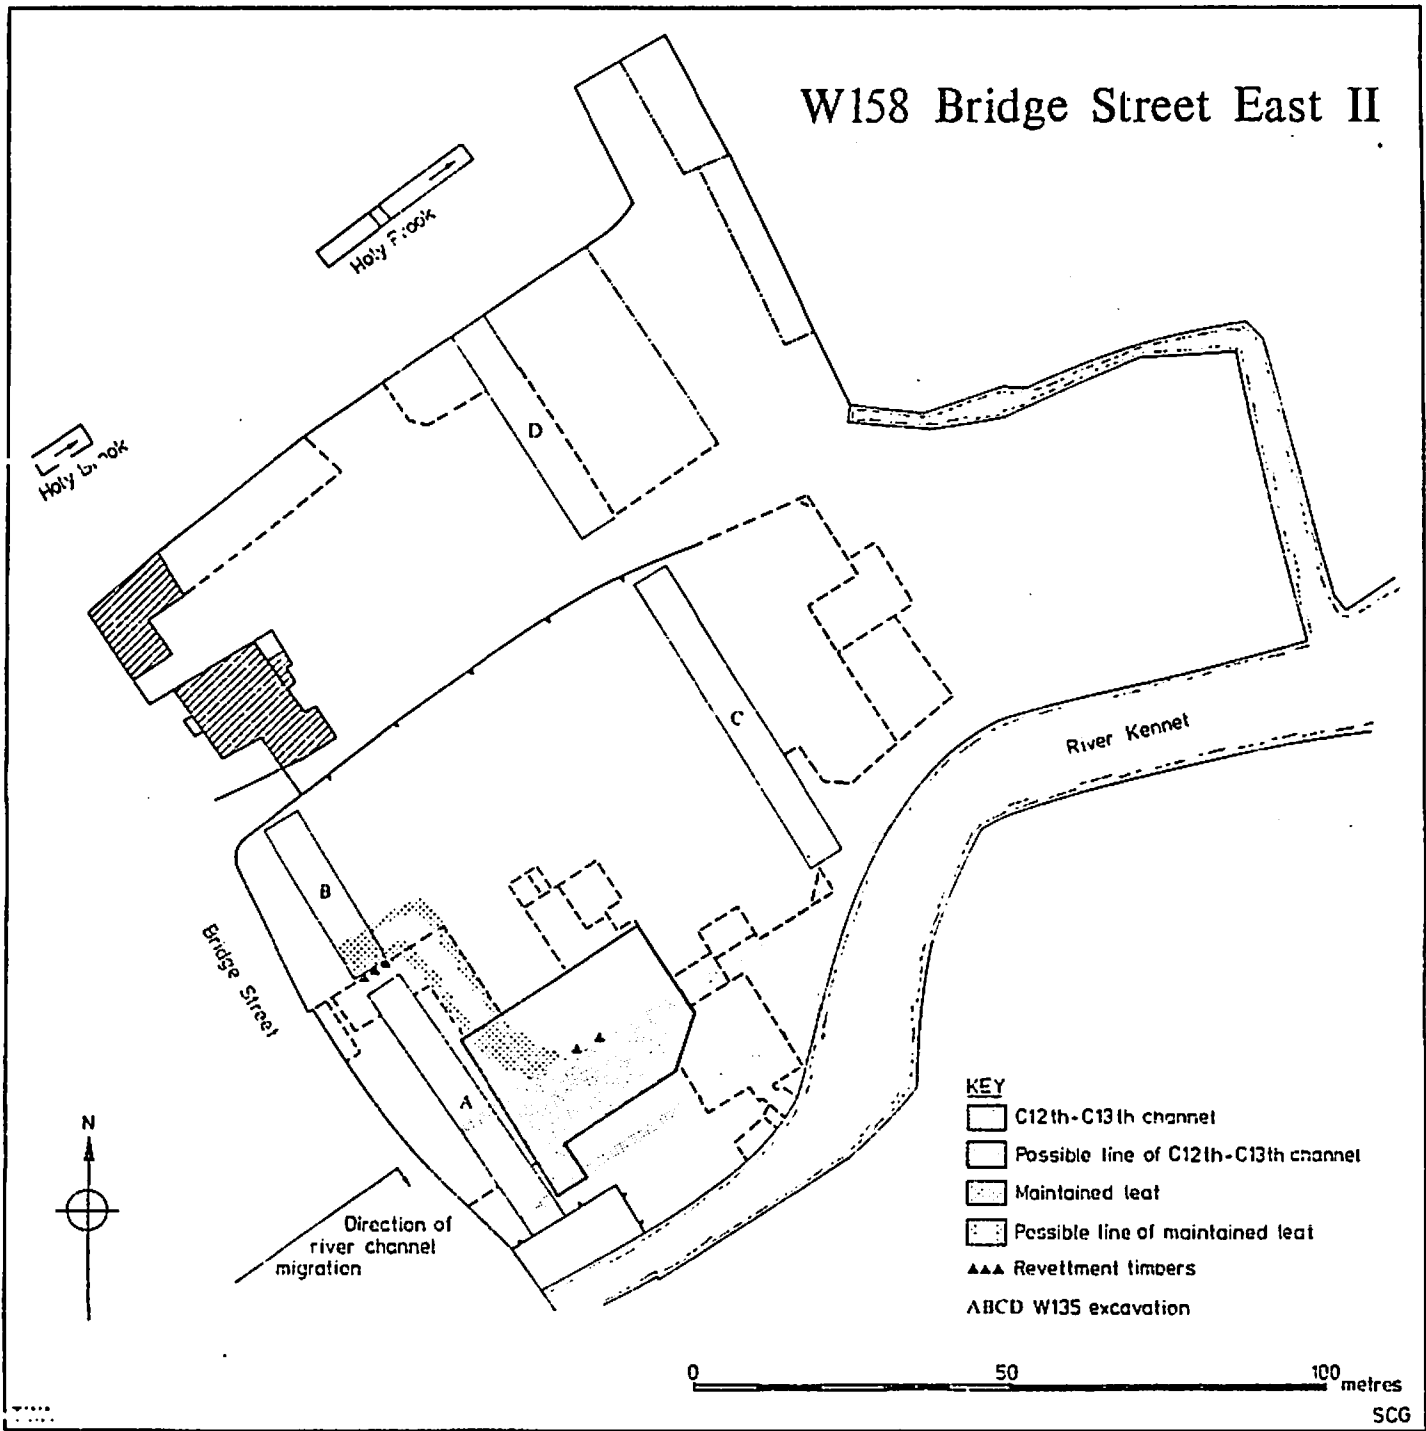 W158 Bridge Street East II
Holy Brook
Holy Brook
D
C
River Kennet
B
Bridge Street
A
N
Direction of
river channel
migration
KEY
C12th-C13th channel
Possible line of C12th-C13th channel
Maintained leat
Possible line of maintained leat
Revettment timbers
ABCD W135 excavation
0 50 100 metres
SCG